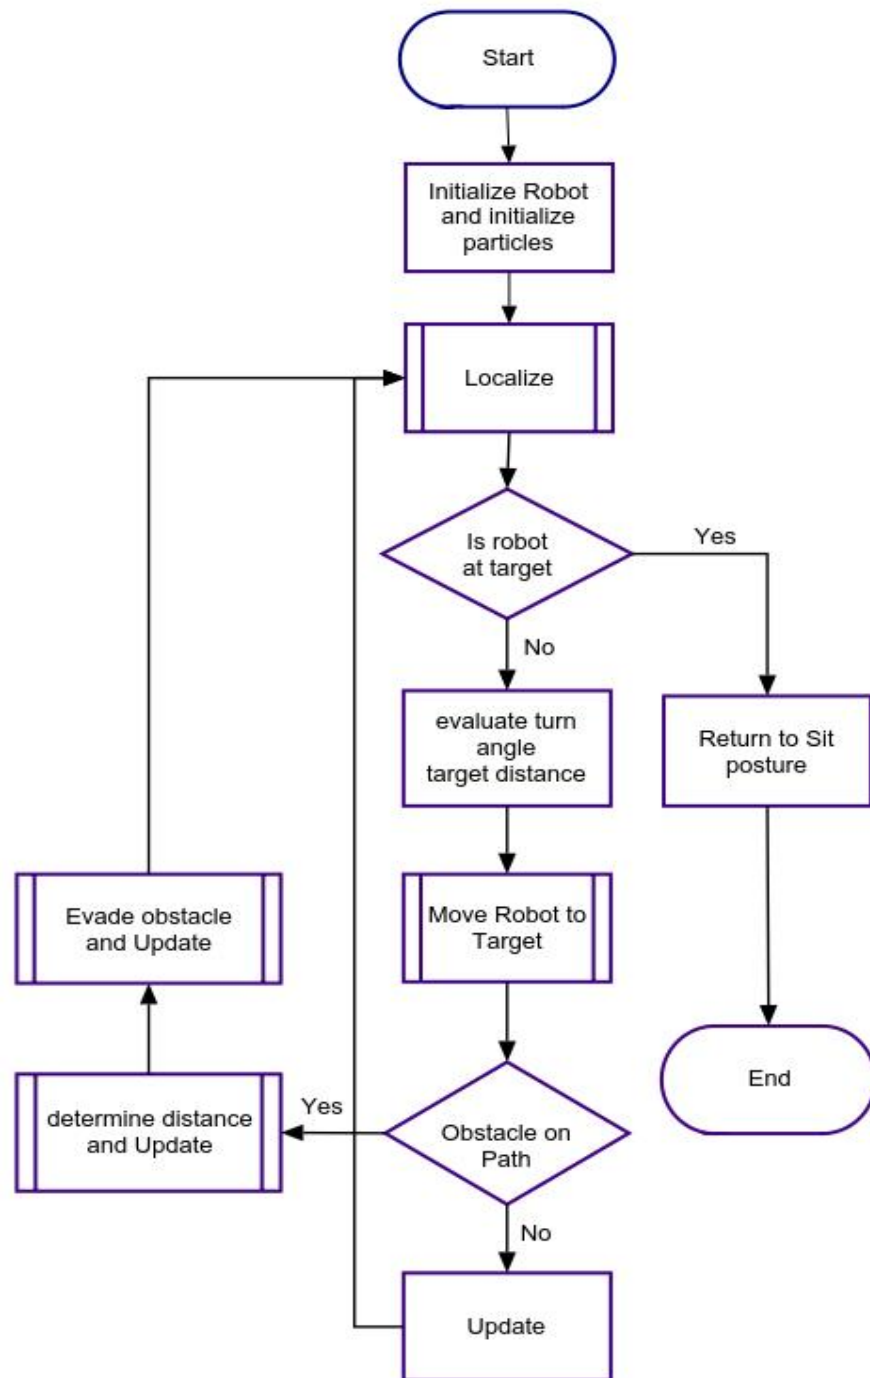 Start
Initialize Robot
and initialize
particles
Localize
Is robot
at target
Yes
No
evaluate turn
angle
target distance
Return to Sit
posture
Evade obstacle
and Update
Move Robot to
Target
determine distance
and Update
Yes
Obstacle on
Path
End
No
Update